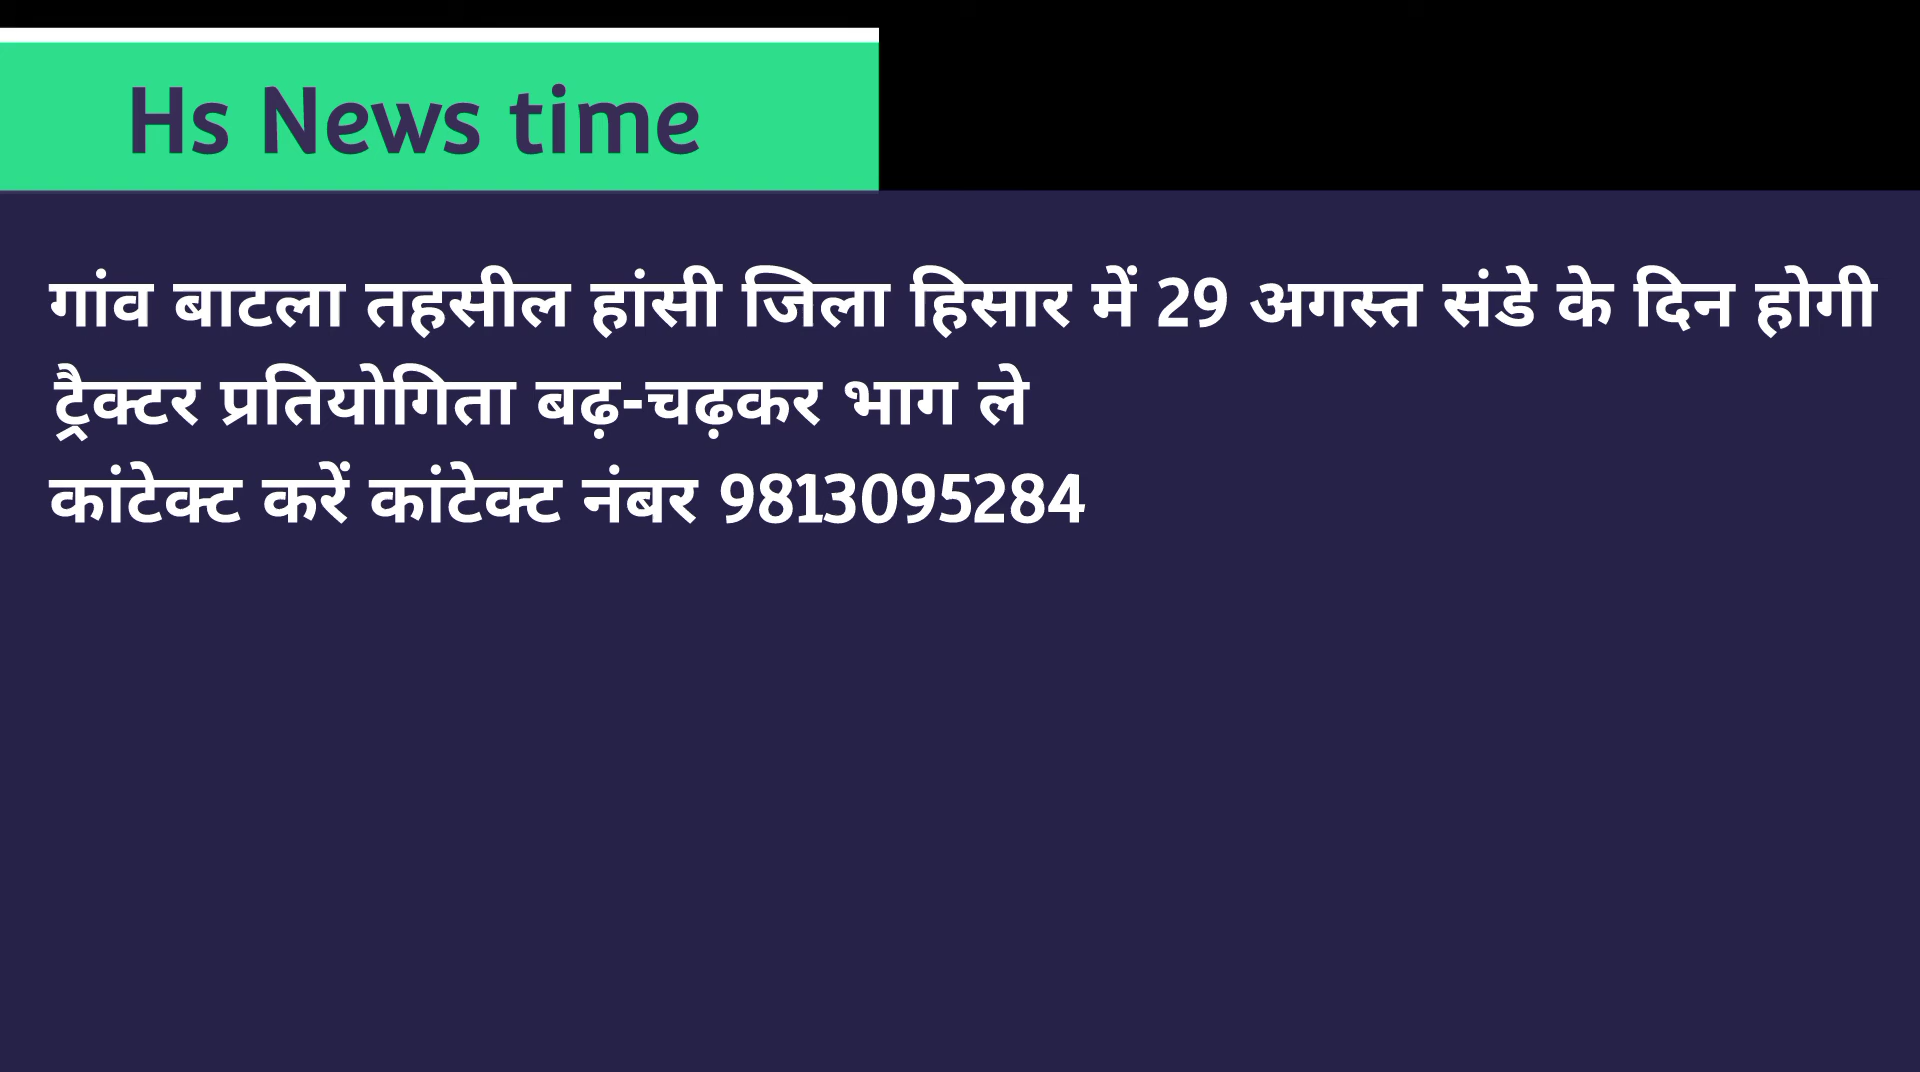 Hs News time
गांव बाटला तहसील हांसी जिला हिसार में 29 अगस्त संडे के दिन होगी
ट्रैक्टर प्रतियोगिता बढ़-चढ़कर भाग ले
कांटेक्ट करें कांटेक्ट नंबर 9813095284